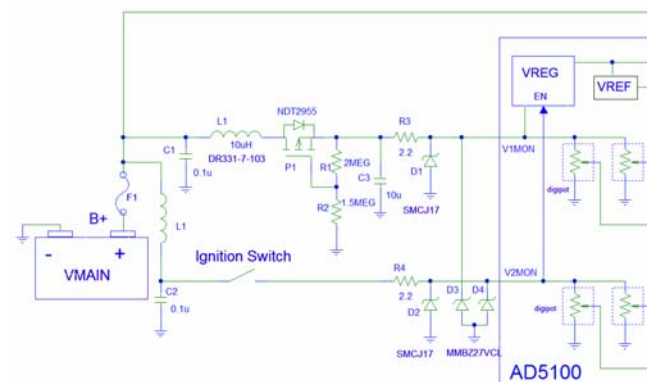 VREG
EN
VREF
NDT2955
L1
10uH
DR331-7-103
P1
C1
0.1u
R1
2MEG
C3
10u
R3
2.2
V1MON
D1
SMCJ17
digipot
R2
1.5MEG
F1
B+
L1
- +
VMAIN
Ignition Switch
C2
0.1u
R4
2.2
V2MON
D2
D3
D4
SMCJ17
MMBZ27VCL
digipot
AD5100